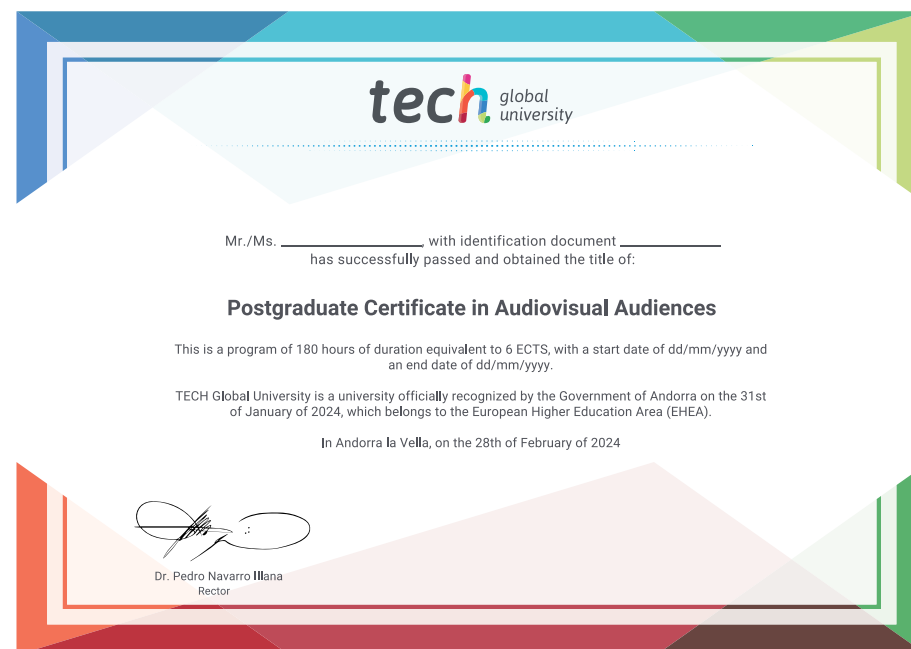 tech global university
Mr./Ms. ____________, with identification document ____________
has successfully passed and obtained the title of:
Postgraduate Certificate in Audiovisual Audiences
This is a program of 180 hours of duration equivalent to 6 ECTS, with a start date of dd/mm/yyyy and
an end date of dd/mm/yyyy.
TECH Global University is a university officially recognized by the Government of Andorra on the 31st
of January of 2024, which belongs to the European Higher Education Area (EHEA).
In Andorra la Vella, on the 28th of February of 2024
Dr. Pedro Navarro Illana
Rector